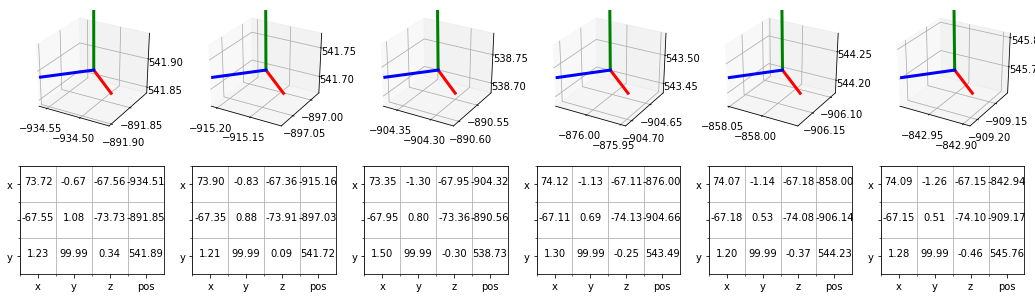 541.90
541.85
−934.55
−934.50
−891.85
−891.90
541.75
541.70
−915.20
−915.15
−897.00
−897.05
538.75
538.70
−904.35
−904.30
−890.55
−890.60
543.50
543.45
−876.00
−875.95
−904.65
−904.70
544.25
544.20
−858.05
−858.00
−906.10
−906.15
−842.95
−842.90
−909.15
−909.20
x 73.72 -0.67 -67.56 -934.51
-67.55 1.08 -73.73 -891.85
y 1.23 99.99 0.34 541.89
x y z pos
x 73.90 -0.83 -67.36 -915.16
-67.35 0.88 -73.91 -897.03
y 1.21 99.99 0.09 541.72
x y z pos
x 73.35 -1.30 -67.95 -904.32
-67.95 0.80 -73.36 -890.56
y 1.50 99.99 -0.30 538.73
x y z pos
x 74.12 -1.13 -67.11 -876.00
-67.11 0.69 -74.13 -904.66
y 1.30 99.99 -0.25 543.49
x y z pos
x 74.07 -1.14 -67.18 -858.00
-67.18 0.53 -74.08 -906.14
y 1.20 99.99 -0.37 544.23
x y z pos
x 74.09 -1.26 -67.15 -842.94
-67.15 0.51 -74.10 -909.17
y 1.28 99.99 -0.46 545.76
x y z pos